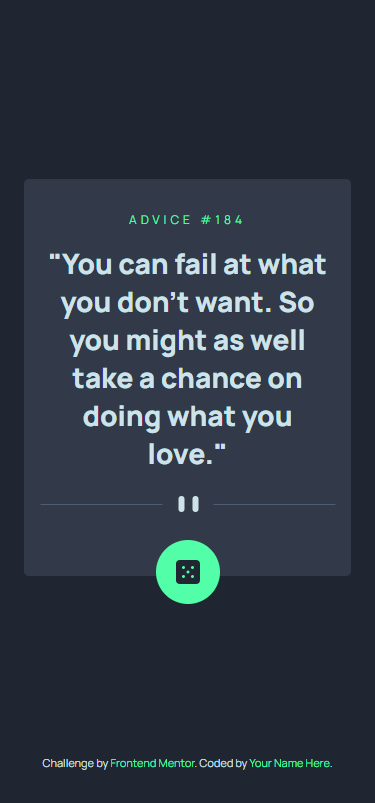 ADVICE #184
"You can fail at what
you don’t want. So
you might as well
take a chance on
doing what you
love."
Challenge by Frontend Mentor. Coded by Your Name Here.